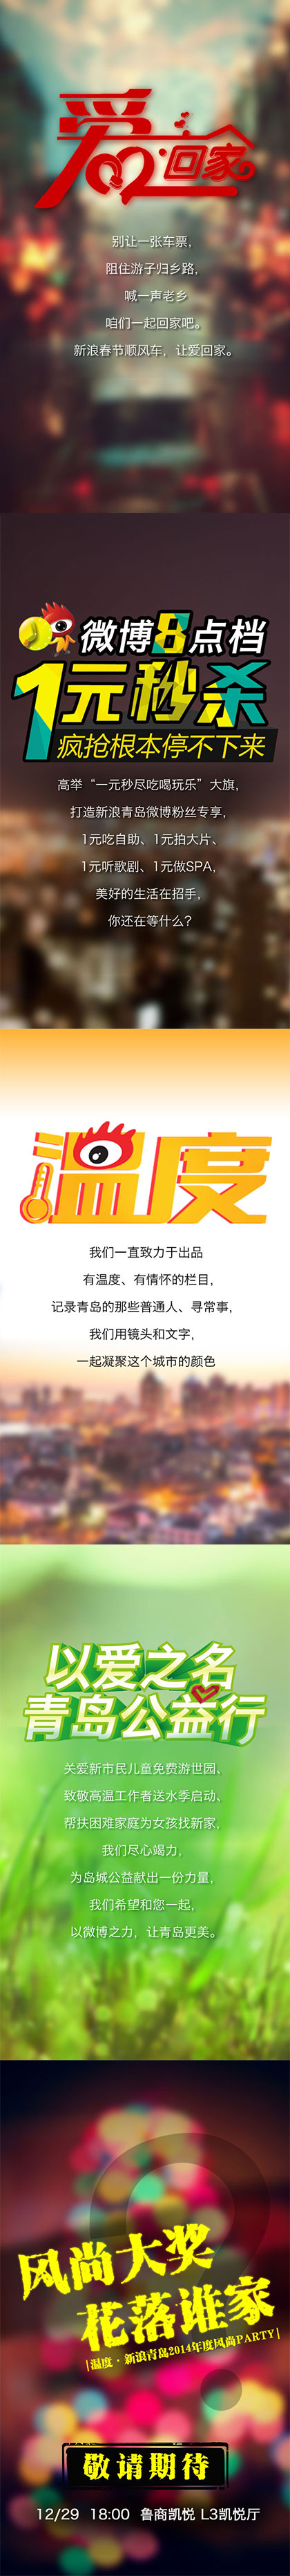 爱回家
别让一张车票,
阻住游子归乡路,
喊一声老乡
咱们一起回家吧。
新浪春节顺风车，让爱回家。
微博8点档
1元秒杀
疯抢根本停不下来
高举“一元秒尽吃喝玩乐”大旗,
打造新浪青岛微博粉丝专享,
1元吃自助、1元拍大片、
1元听歌剧、1元做SPA,
美好的生活在招手,
你还在等什么?
温度
我们一直致力于出品
有温度、有情怀的栏目,
记录青岛的那些普通人、寻常事,
我们用镜头和文字,
一起凝聚这个城市的颜色
以爱之名
青岛公益行
关爱新市民儿童免费游世园、
致敬高温工作者送水季启动、
帮扶困难家庭为女孩找新家,
我们尽心竭力,
为岛城公益献出一份力量,
我们希望和您一起,
以微博之力，让青岛更美。
?
风尚大奖
花落谁家
|温度·新浪青岛2014年度风尚PARTY|
敬请期待
12/29 18:00 鲁商凯悦 L3凯悦厅